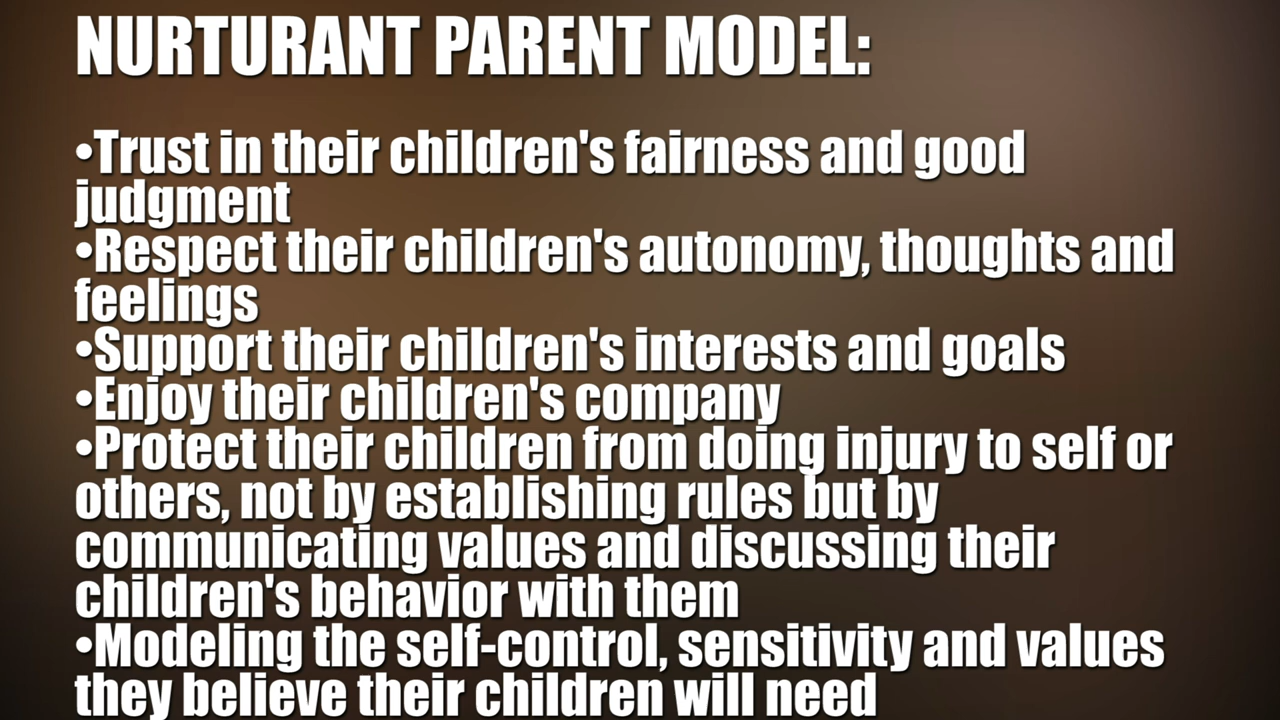 NURTURANT PARENT MODEL:
•Trust in their children's fairness and good
judgment
•Respect their children's autonomy, thoughts and
feelings
•Support their children's interests and goals
•Enjoy their children's company
•Protect their children from doing injury to self or
others, not by establishing rules but by
communicating values and discussing their
children's behavior with them
•Modeling the self-control, sensitivity and values
they believe their children will need